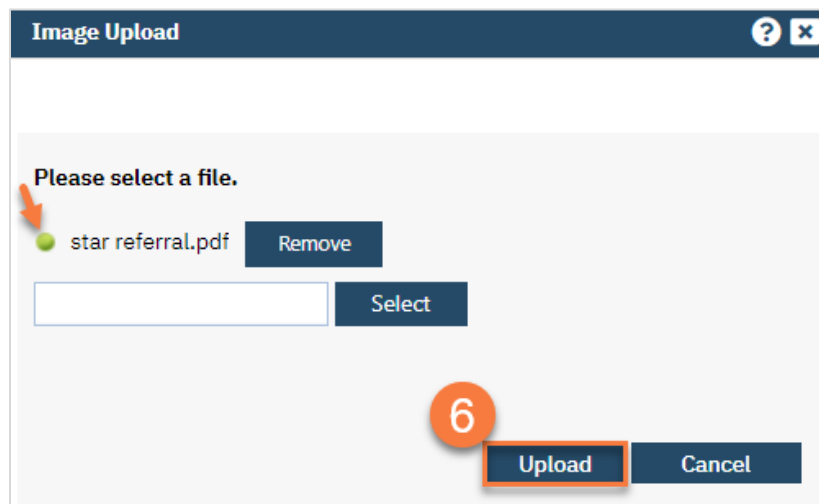 Image Upload ?
Please select a file.
star referral.pdf Remove
Select
6
Upload Cancel